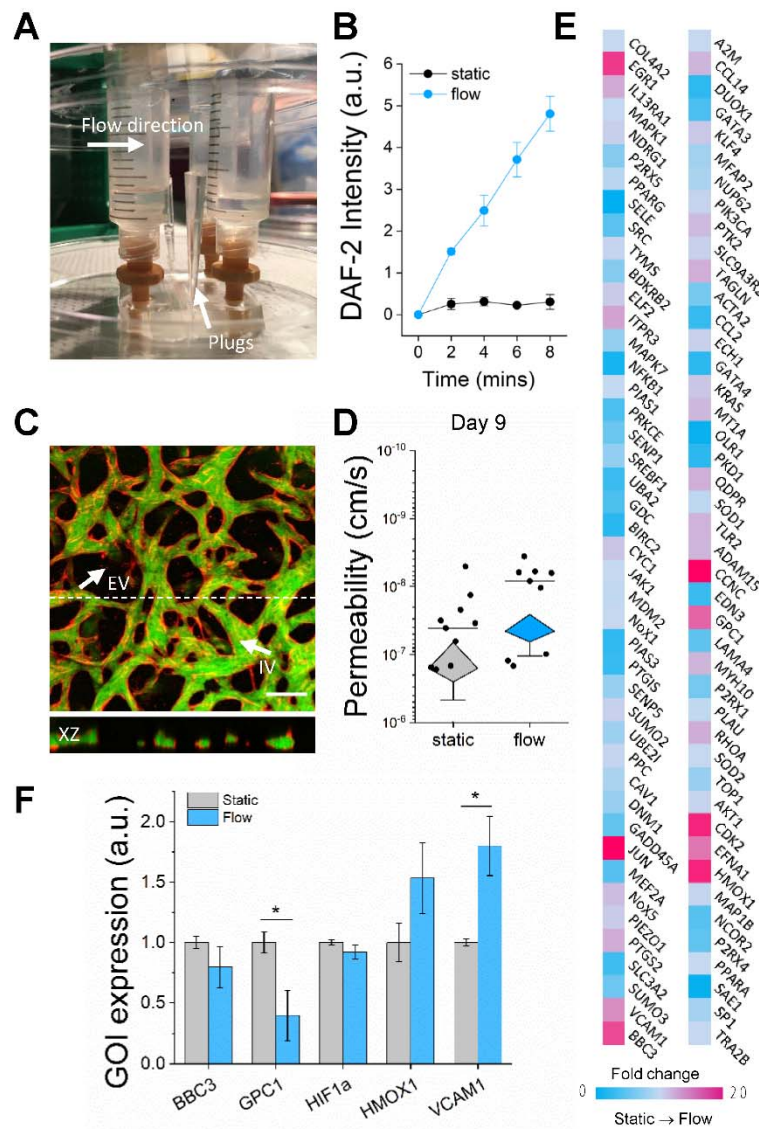 A
Flow direction
Plugs
B
DAF-2 Intensity (a.u.)
static
flow
6
5
4
3
2
1
0
0 2 4 6 8
Time (mins)
C
EV
IV
XZ
D
Day 9
Permeability (cm/s)
10⁻¹⁰
10⁻⁹
10⁻⁸
10⁻⁷
10⁻⁶
static flow
E
COL4A2
EGR1
IL13RA1
MAPK1
NDRG1
P2RX5
PPARG
SELE
SRC
TYMS
BDKRB2
ELF2
ITPR3
MAPK7
NFKB1
PIAS1
PRKCE
SENP1
SREBF1
UBA2
GDC
BIRC2
CYC1
JAK1
MDM2
NoX1
PIAS3
PTGIS
SENP5
SUMO2
UBE2I
PPC
CAV1
DNM1
GADD45A
JUN
MEF2A
NoX5
PIEZO1
PTGS2
SLC3A2
SUMO3
VCAM1
BBC3
A2M
CCL14
DUOX1
GATA3
KLF4
MFAP2
NUP62
PIK3CA
PTK2
SLC9A3R2
TAGLN
ACTA2
CCL2
ECH1
GATA4
KRAS
MT1A
OLR1
PKD1
QDPR
SOD1
TLR2
ADAM15
CCNC
EDN3
GPC1
LAMA4
MYH10
P2RX1
PLAU
RHOA
SOD2
TOP1
AKT1
CDK2
EFNA1
HMOX1
MAP1B
NCOR2
P2RX4
PPARA
SAE1
SP1
TRA2B
Fold change
0 2.0
Static → Flow
F
GOI expression (a.u.)
Static
Flow
2.0
1.5
1.0
0.5
0.0
*
*
BBC3 GPC1 HIF1a HMOX1 VCAM1